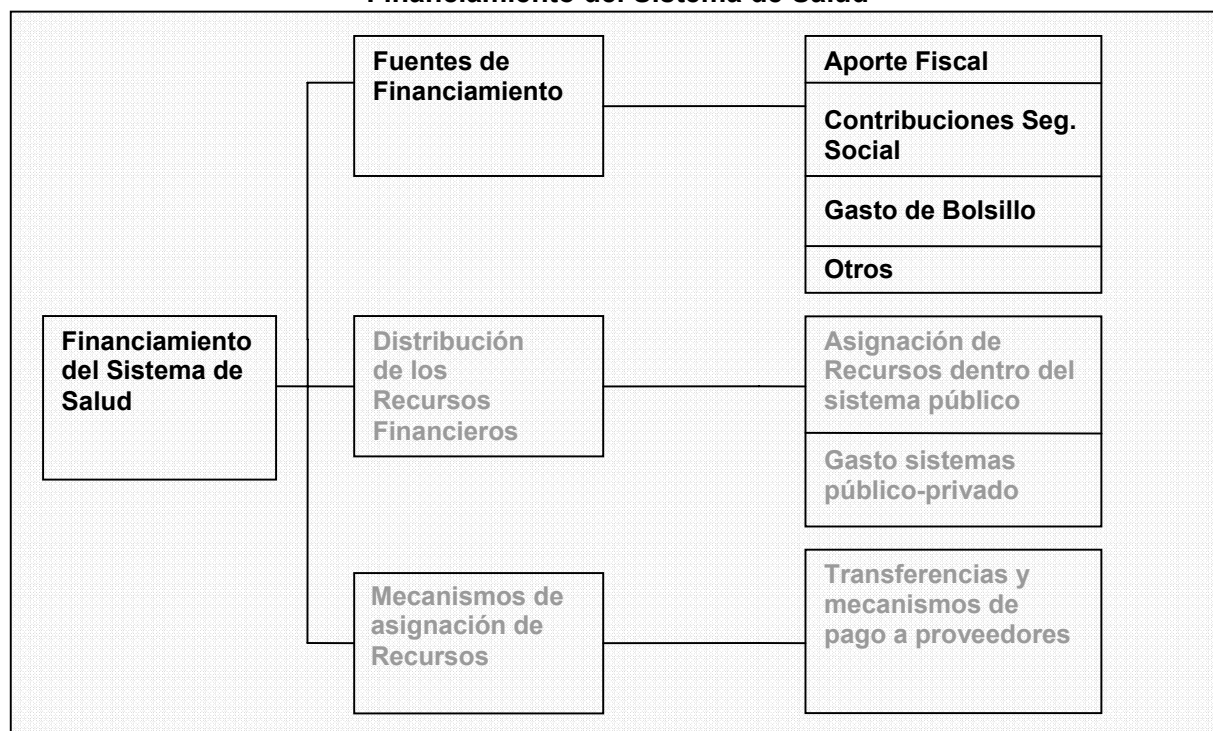 Financiamiento del Sistema de Salud
Fuentes de
Financiamiento
Aporte Fiscal
Contribuciones Seg.
Social
Gasto de Bolsillo
Otros
Financiamiento
del Sistema de
Salud
Distribución
de los
Recursos
Financieros
Asignación de
Recursos dentro del
sistema público
Gasto sistemas
público-privado
Mecanismos de
asignación de
Recursos
Transferencias y
mecanismos de
pago a proveedores